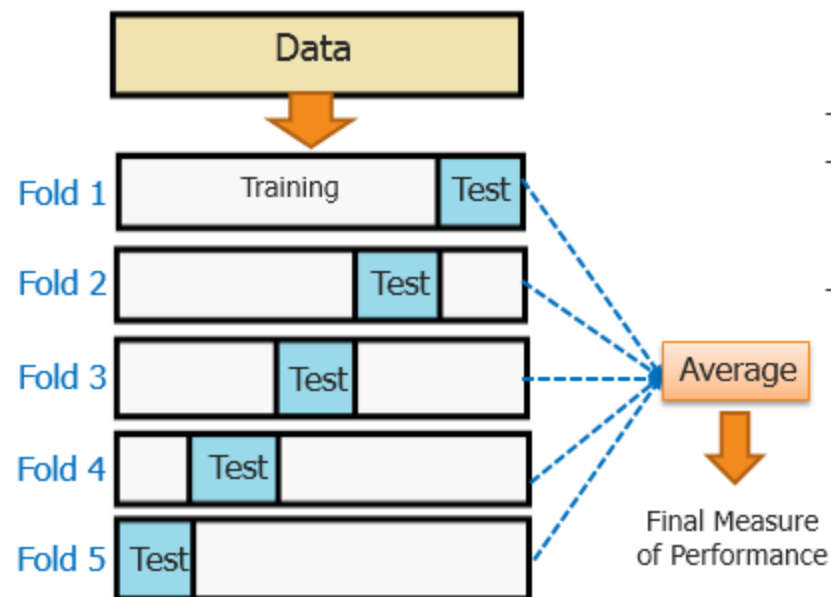 Data
Fold 1
Training
Test
Fold 2
Test
Fold 3
Test
Average
Fold 4
Test
Fold 5
Test
Final Measure
of Performance